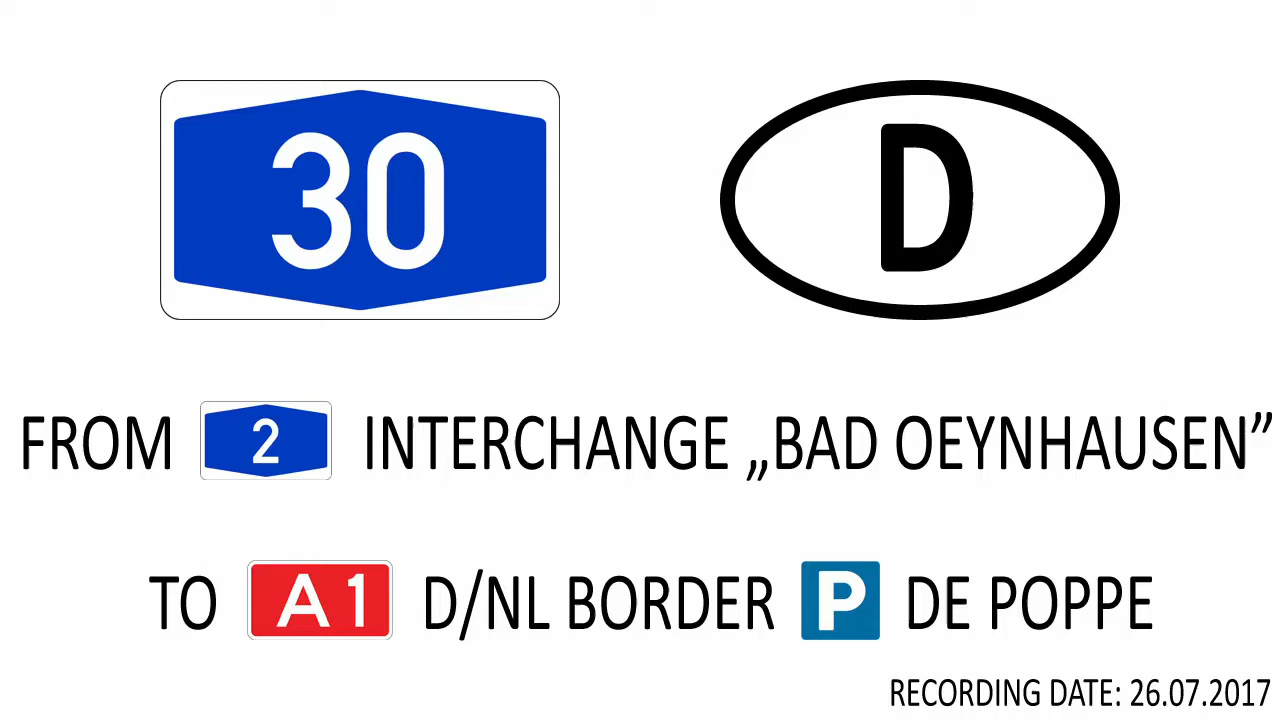 30 D
FROM 2 INTERCHANGE „BAD OEYNHAUSEN”
TO A1 D/NL BORDER P DE POPPE
RECORDING DATE: 26.07.2017